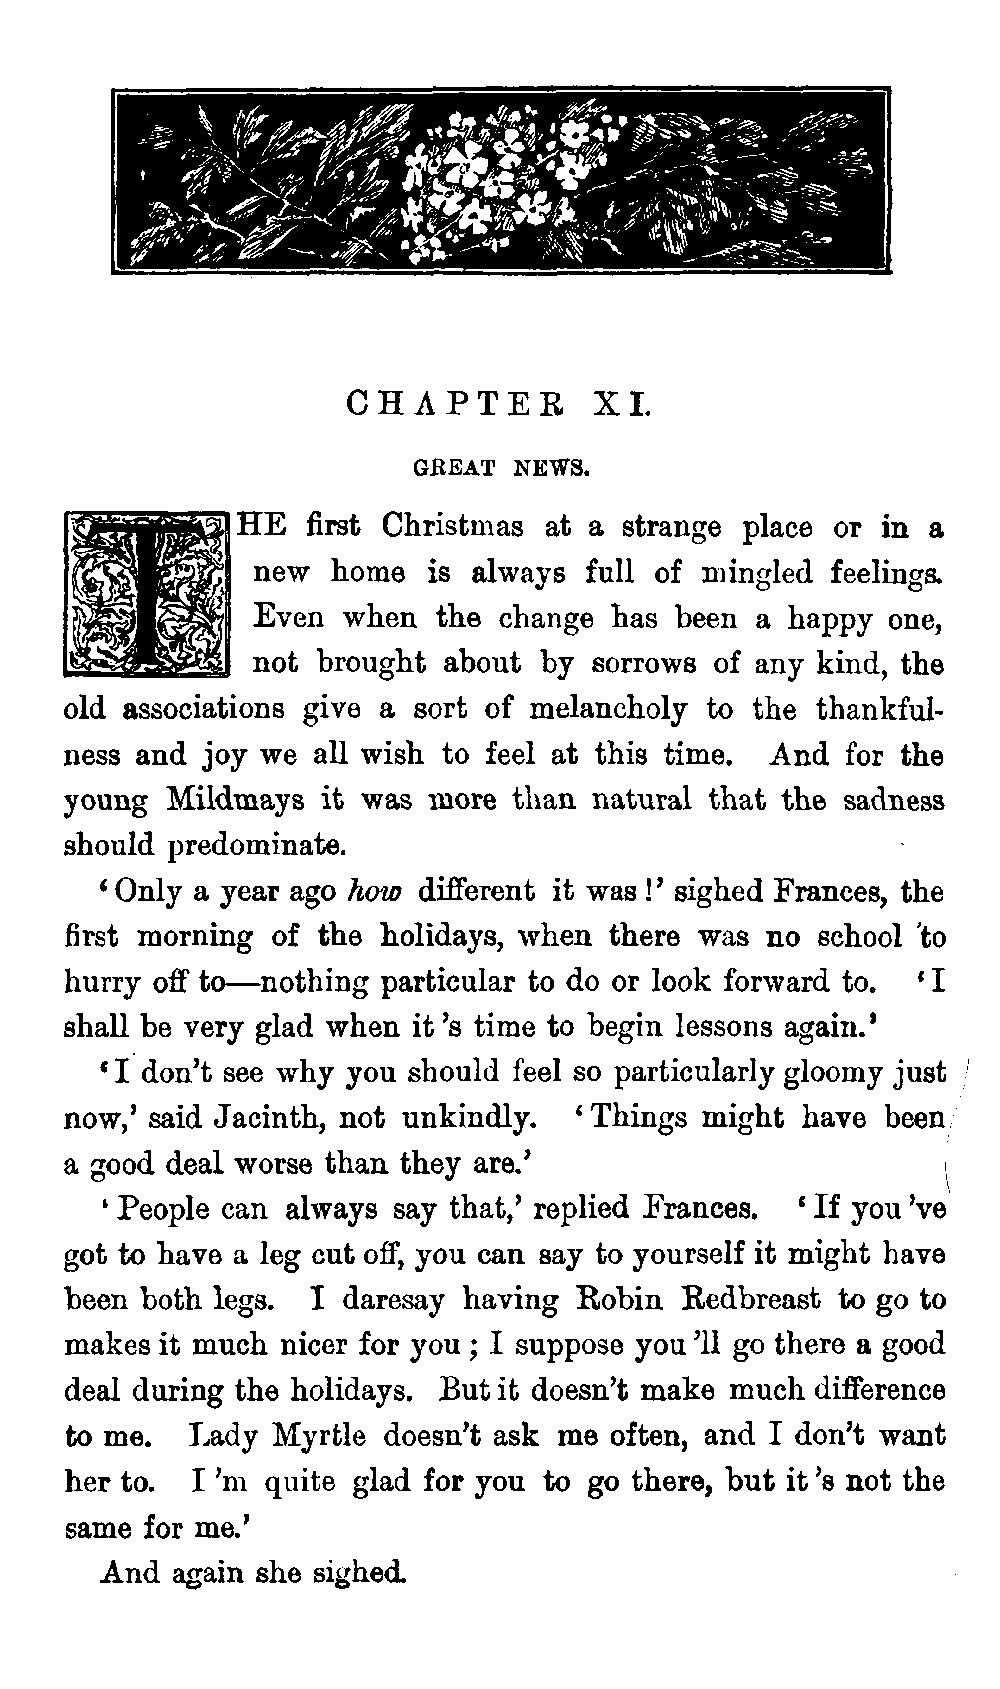 CHAPTER XI.
GREAT NEWS.
THE first Christmas at a strange place or in a
new home is always full of mingled feelings.
Even when the change has been a happy one,
not brought about by sorrows of any kind, the
old associations give a sort of melancholy to the thankful-
ness and joy we all wish to feel at this time. And for the
young Mildmays it was more than natural that the sadness
should predominate.
‘Only a year ago how different it was!’ sighed Frances, the
first morning of the holidays, when there was no school to
hurry off to—nothing particular to do or look forward to. ‘I
shall be very glad when it ’s time to begin lessons again.’
‘I don’t see why you should feel so particularly gloomy just
now,’ said Jacinth, not unkindly. ‘Things might have been
a good deal worse than they are.’
‘People can always say that,’ replied Frances. ‘If you ’ve
got to have a leg cut off, you can say to yourself it might have
been both legs. I daresay having Robin Redbreast to go to
makes it much nicer for you; I suppose you ’ll go there a good
deal during the holidays. But it doesn’t make much difference
to me. Lady Myrtle doesn’t ask me often, and I don’t want
her to. I ’m quite glad for you to go there, but it ’s not the
same for me.’
And again she sighed.